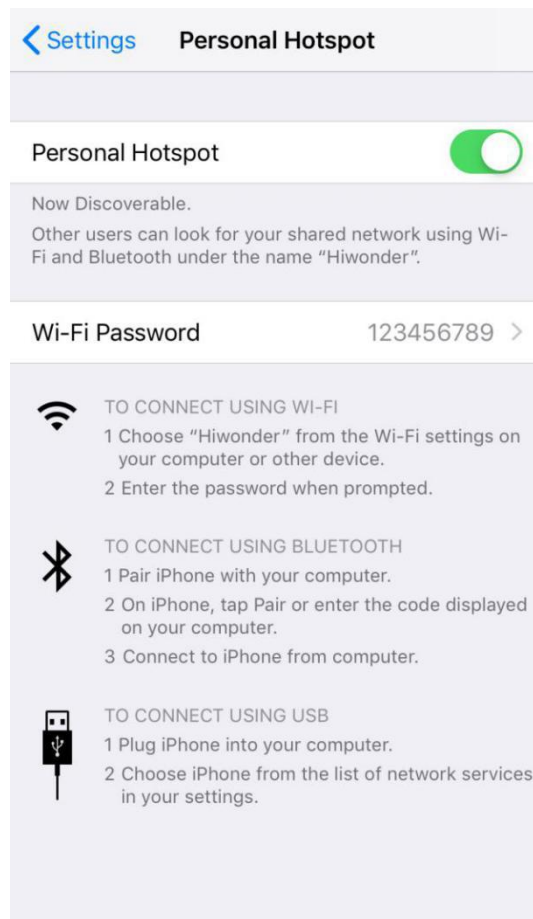 Settings Personal Hotspot
Personal Hotspot
Now Discoverable.
Other users can look for your shared network using Wi-
Fi and Bluetooth under the name “Hiwonder”.
Wi-Fi Password 123456789
TO CONNECT USING WI-FI
1 Choose “Hiwonder” from the Wi-Fi settings on
your computer or other device.
2 Enter the password when prompted.
TO CONNECT USING BLUETOOTH
1 Pair iPhone with your computer.
2 On iPhone, tap Pair or enter the code displayed
on your computer.
3 Connect to iPhone from computer.
TO CONNECT USING USB
1 Plug iPhone into your computer.
2 Choose iPhone from the list of network services
in your settings.